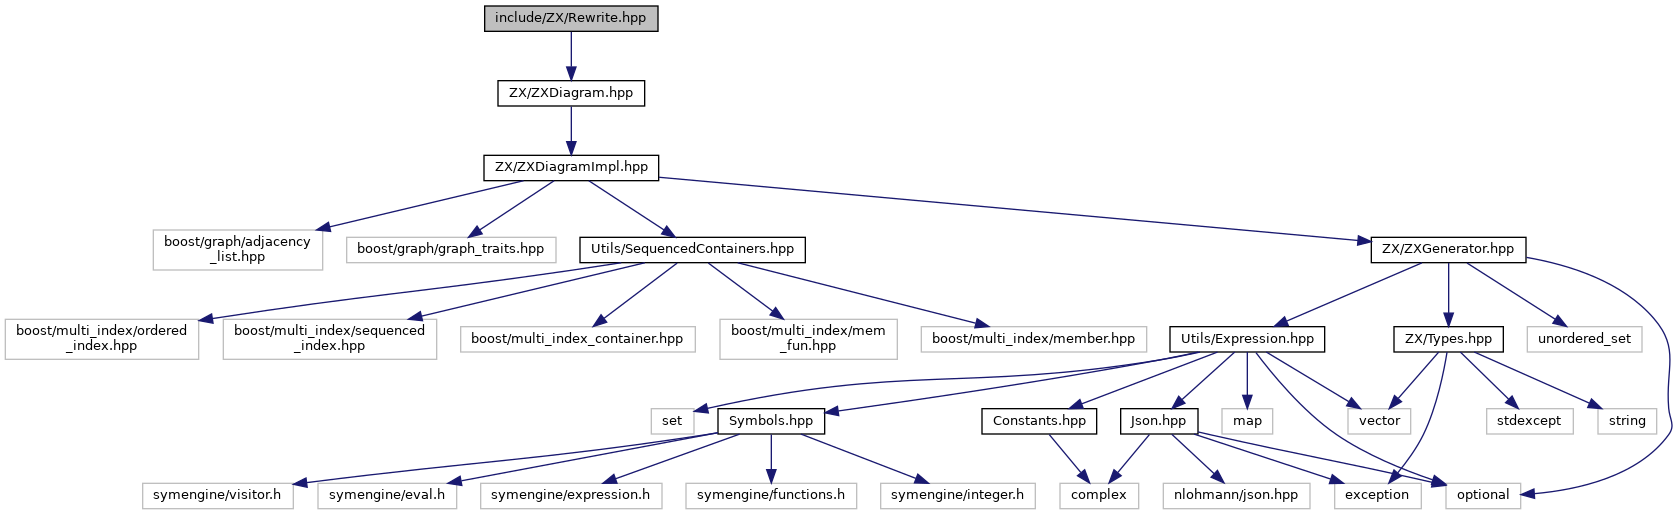 include/ZX/Rewrite.hpp
ZX/ZXDiagram.hpp
ZX/ZXDiagramImpl.hpp
boost/graph/adjacency
_list.hpp
boost/graph/graph_traits.hpp
Utils/SequencedContainers.hpp
ZX/ZXGenerator.hpp
boost/multi_index/ordered
_index.hpp
boost/multi_index/sequenced
_index.hpp
boost/multi_index_container.hpp
boost/multi_index/mem
_fun.hpp
boost/multi_index/member.hpp
Utils/Expression.hpp
ZX/Types.hpp
unordered_set
set
Symbols.hpp
Constants.hpp
Json.hpp
map
vector
stdexcept
string
symengine/visitor.h
symengine/eval.h
symengine/expression.h
symengine/functions.h
symengine/integer.h
complex
nlohmann/json.hpp
exception
optional